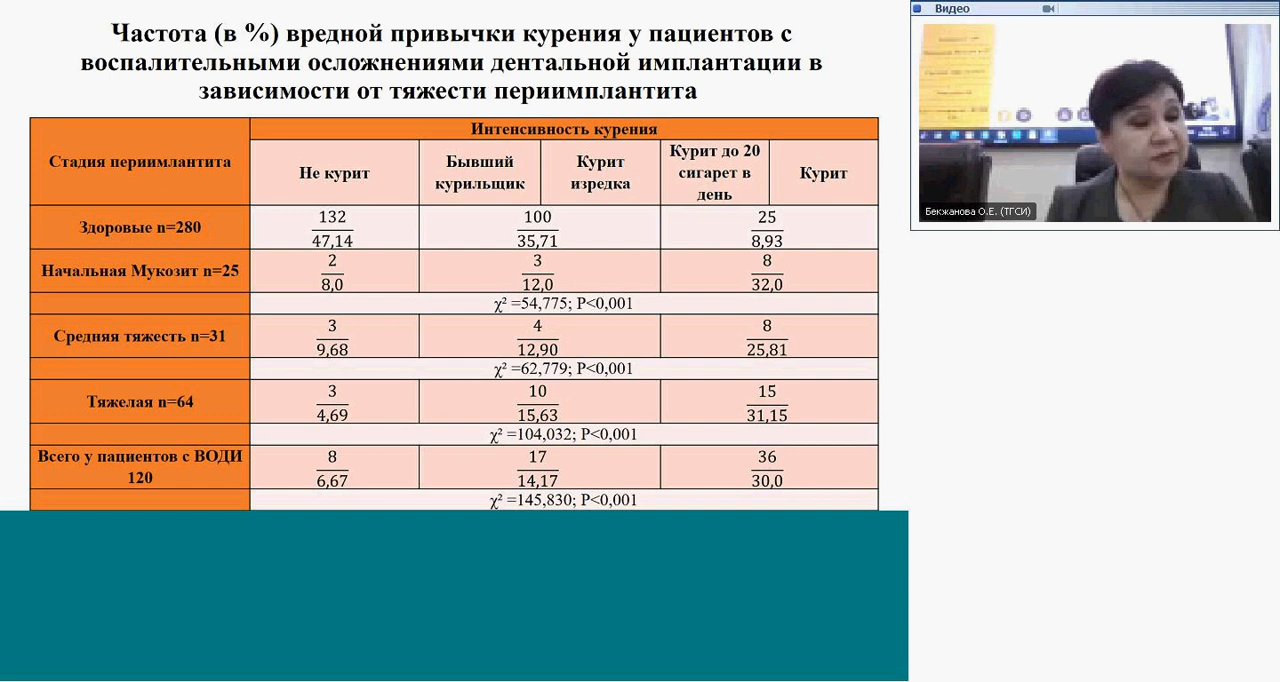 Частота (в %) вредной привычки курения у пациентов с
воспалительными осложнениями дентальной имплантации в
зависимости от тяжести периимплантита
Стадия периимлантита
Интенсивность курения
Не курит
Бывший
курильщик
Курит
изредка
Курит до 20
сигарет в
день
Курит
Здоровые n=280
132
47,14
100
35,71
25
8,93
Начальная Мукозит n=25
2
8,0
3
12,0
8
32,0
χ² =54,775; P<0,001
Средняя тяжесть n=31
3
9,68
4
12,90
8
25,81
χ² =62,779; P<0,001
Тяжелая n=64
3
4,69
10
15,63
15
31,15
χ² =104,032; P<0,001
Всего у пациентов с ВОДИ
120
8
6,67
17
14,17
36
30,0
χ² =145,830; P<0,001
Видео
Бекжанова О.Е. (ТГСИ)